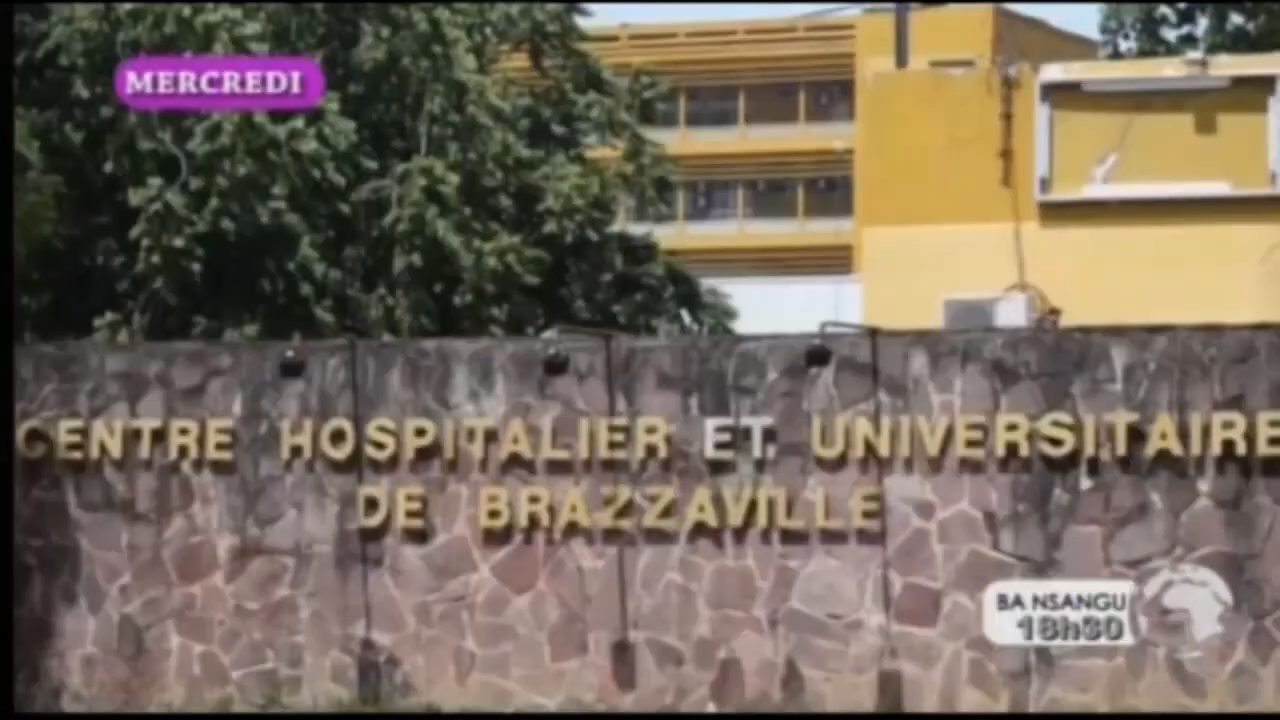 MERCREDI
CENTRE HOSPITALIER ET UNIVERSITAIRE
DE BRAZZAVILLE
BA NSANGU
18h30